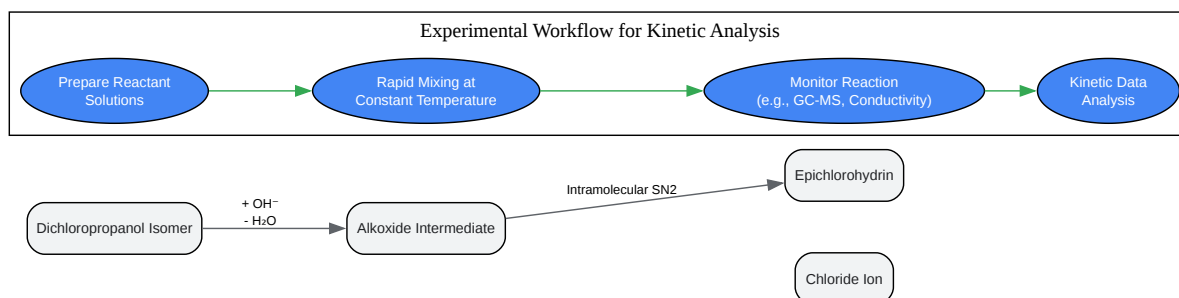 Experimental Workflow for Kinetic Analysis
Prepare Reactant
Solutions
Rapid Mixing at
Constant Temperature
Monitor Reaction
(e.g., GC-MS, Conductivity)
Kinetic Data
Analysis
Dichloropropanol Isomer
+ OH⁻
- H₂O
Alkoxide Intermediate
Intramolecular SN2
Epichlorohydrin
Chloride Ion